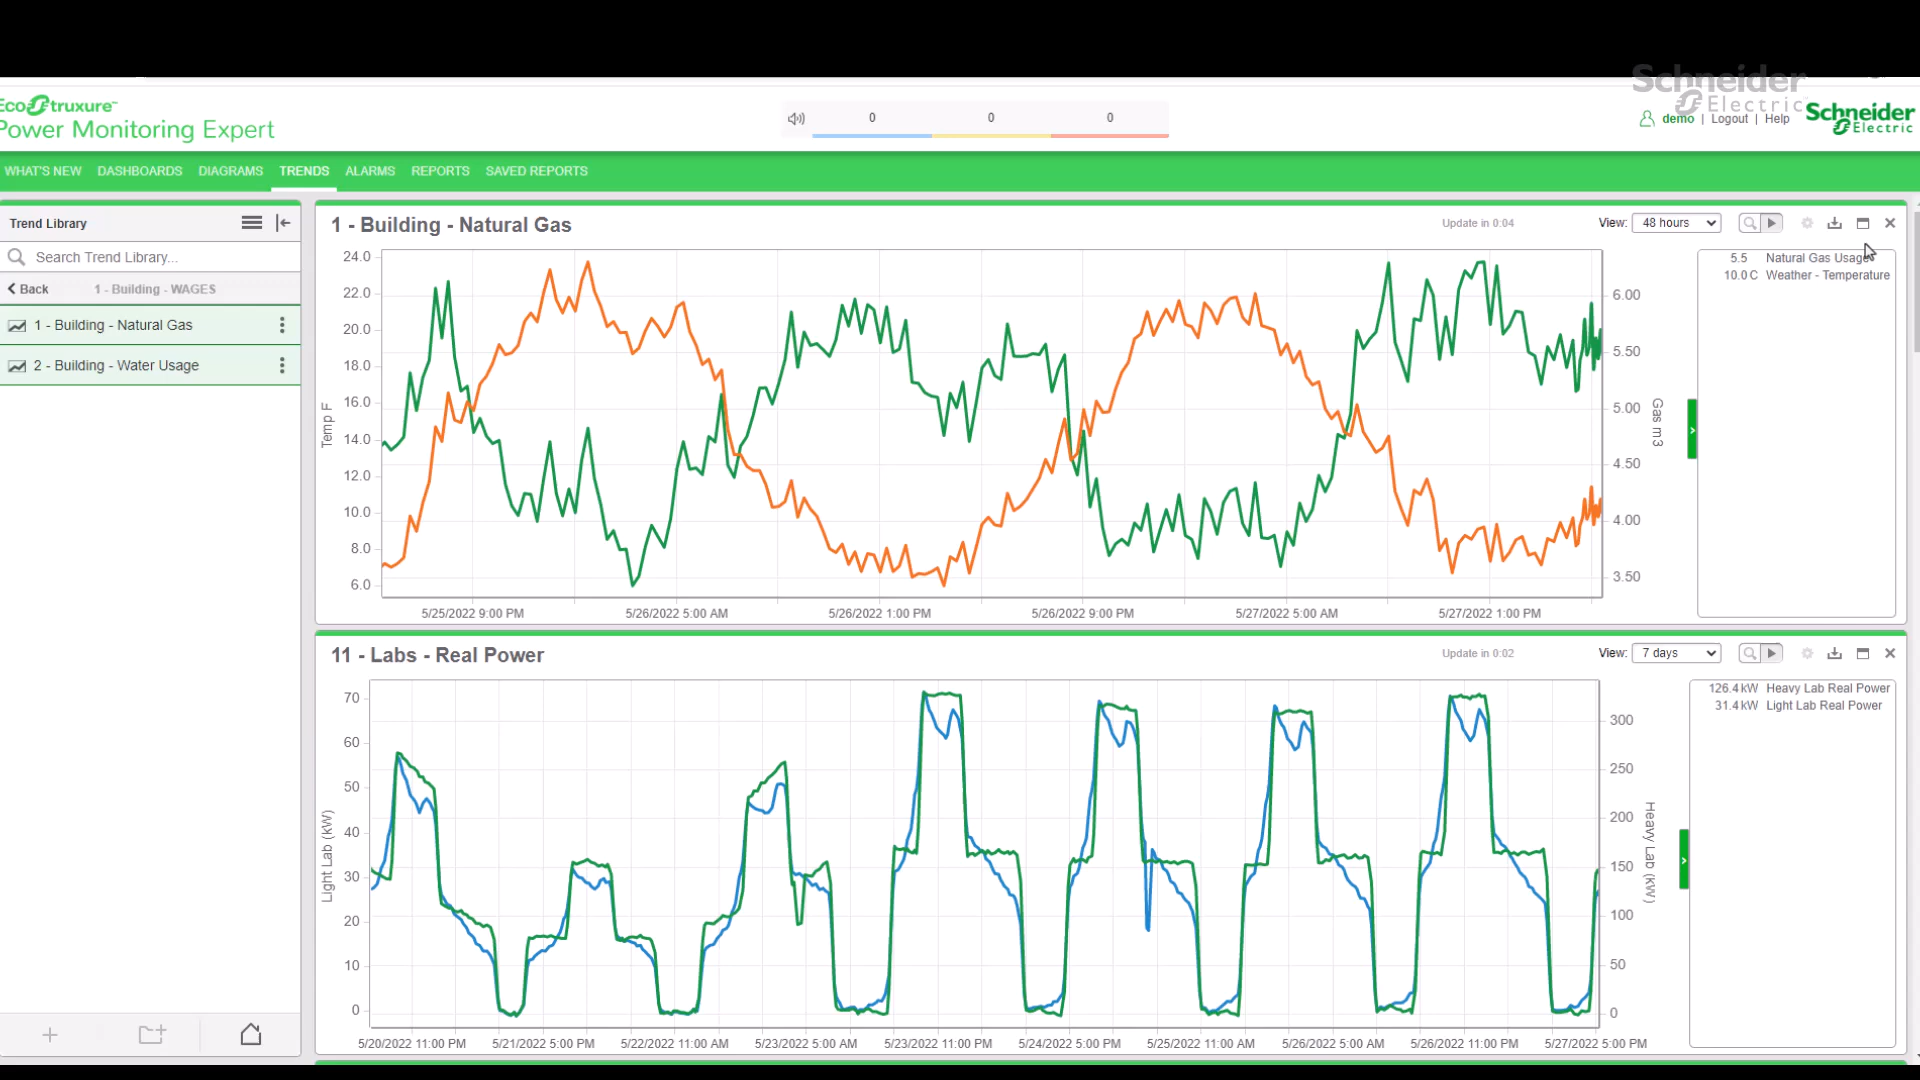 Schneider
Electric
EcoStruxure™
Power Monitoring Expert
0 0 0
demo | Logout | Help
Schneider
Electric
WHAT'S NEW DASHBOARDS DIAGRAMS TRENDS ALARMS REPORTS SAVED REPORTS
Trend Library
Search Trend Library...
Back 1 - Building - WAGES
1 - Building - Natural Gas
2 - Building - Water Usage
1 - Building - Natural Gas
Update in 0:04
View: 48 hours
24.0
22.0
20.0
18.0
16.0
14.0
12.0
10.0
8.0
6.0
Temp F
6.00
5.50
5.00
4.50
4.00
3.50
Gas m3
5/25/2022 9:00 PM 5/26/2022 5:00 AM 5/26/2022 1:00 PM 5/26/2022 9:00 PM 5/27/2022 5:00 AM 5/27/2022 1:00 PM
5.5 Natural Gas Usage
10.0 C Weather - Temperature
11 - Labs - Real Power
Update in 0:02
View: 7 days
70
60
50
40
30
20
10
0
Light Lab (kW)
300
250
200
150
100
50
0
Heavy Lab (kW)
5/20/2022 11:00 PM 5/21/2022 5:00 PM 5/22/2022 11:00 AM 5/23/2022 5:00 AM 5/23/2022 11:00 PM 5/24/2022 5:00 PM 5/25/2022 11:00 AM 5/26/2022 5:00 AM 5/26/2022 11:00 PM 5/27/2022 5:00 PM
126.4 kW Heavy Lab Real Power
31.4 kW Light Lab Real Power